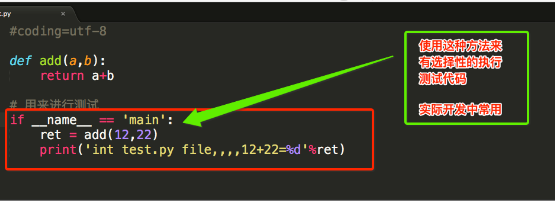 .py
×
#coding=utf-8
def add(a,b):
return a+b
# 用来进行测试
if __name__ == 'main':
ret = add(12,22)
print('int test.py file,,,,12+22=%d'%ret)
使用这种方法来
有选择性的执行
测试代码
实际开发中常用